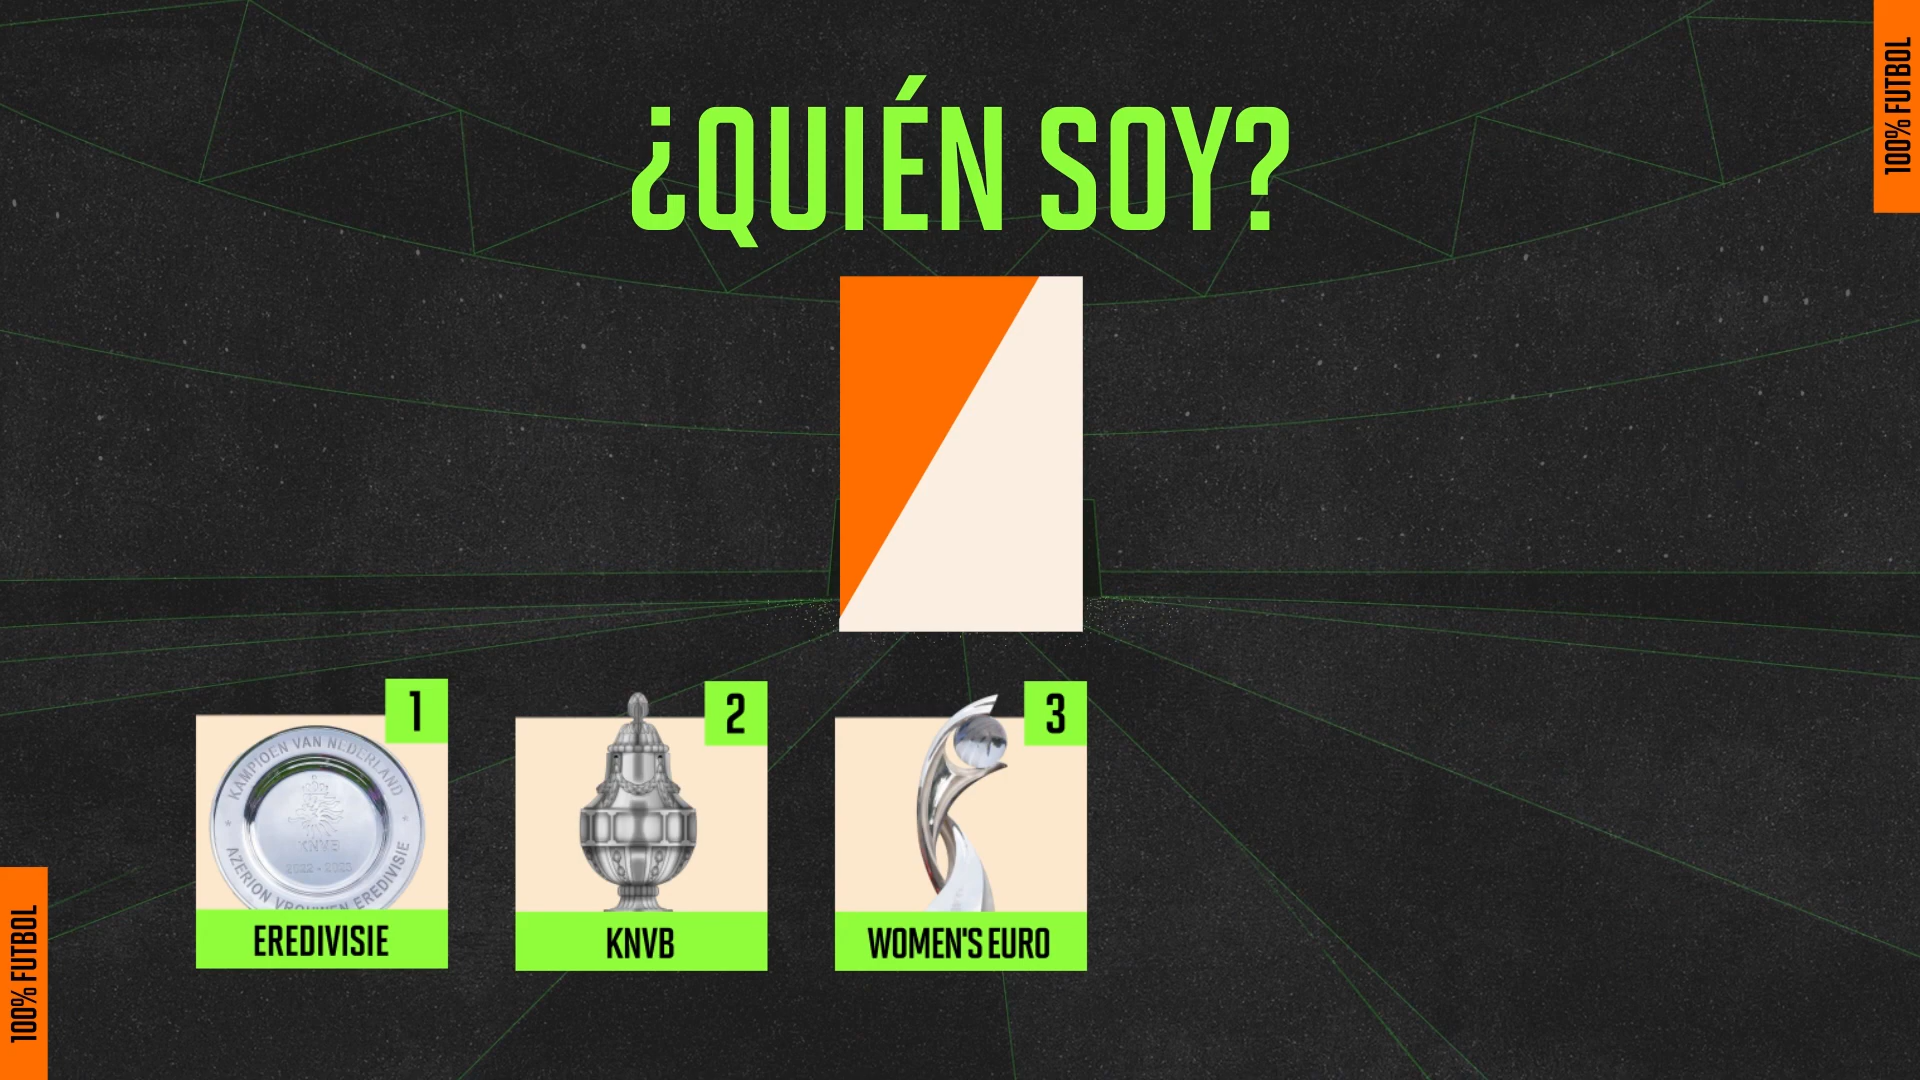 ¿QUIÉN SOY?
100% FUTBOL
1
2
3
KAMPIOEN VAN NEDERLAND
KNVB
2022 - 2023
AZERION VROUWEN EREDIVISIE
EREDIVISIE
KNVB
WOMEN'S EURO
100% FUTBOL